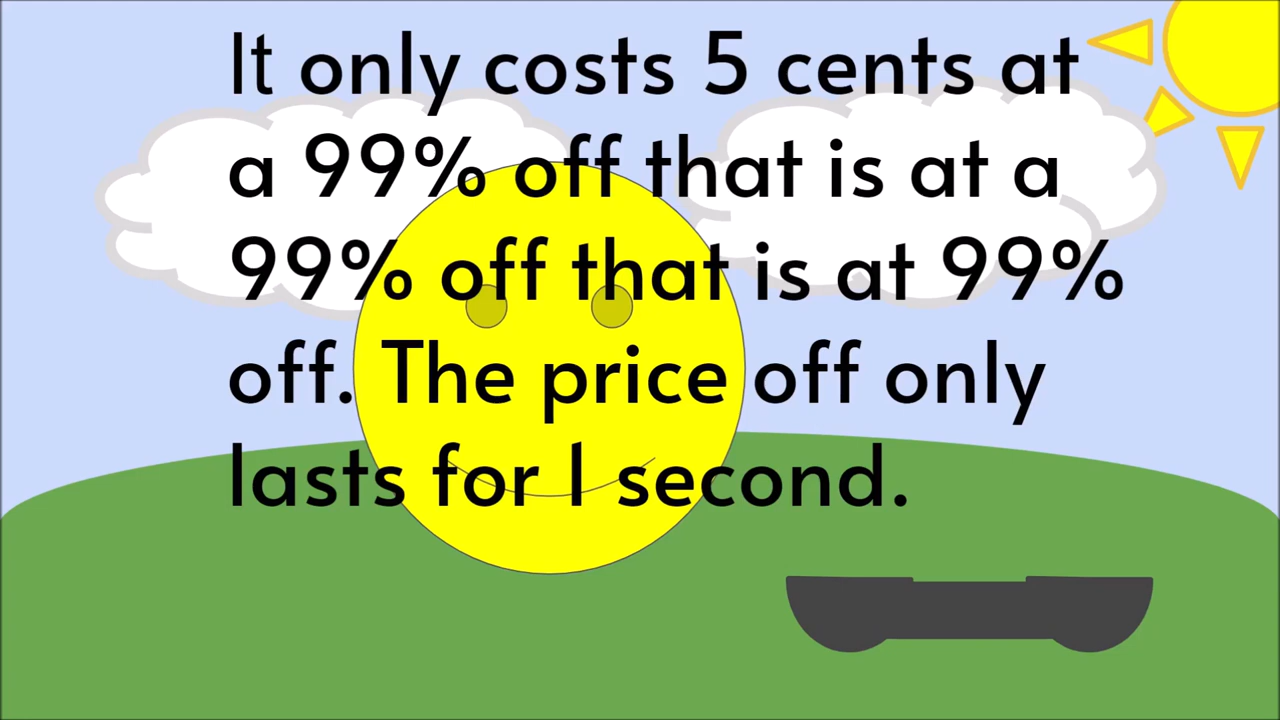 It only costs 5 cents at
a 99% off that is at a
99% off that is at 99%
off. The price off only
lasts for 1 second.